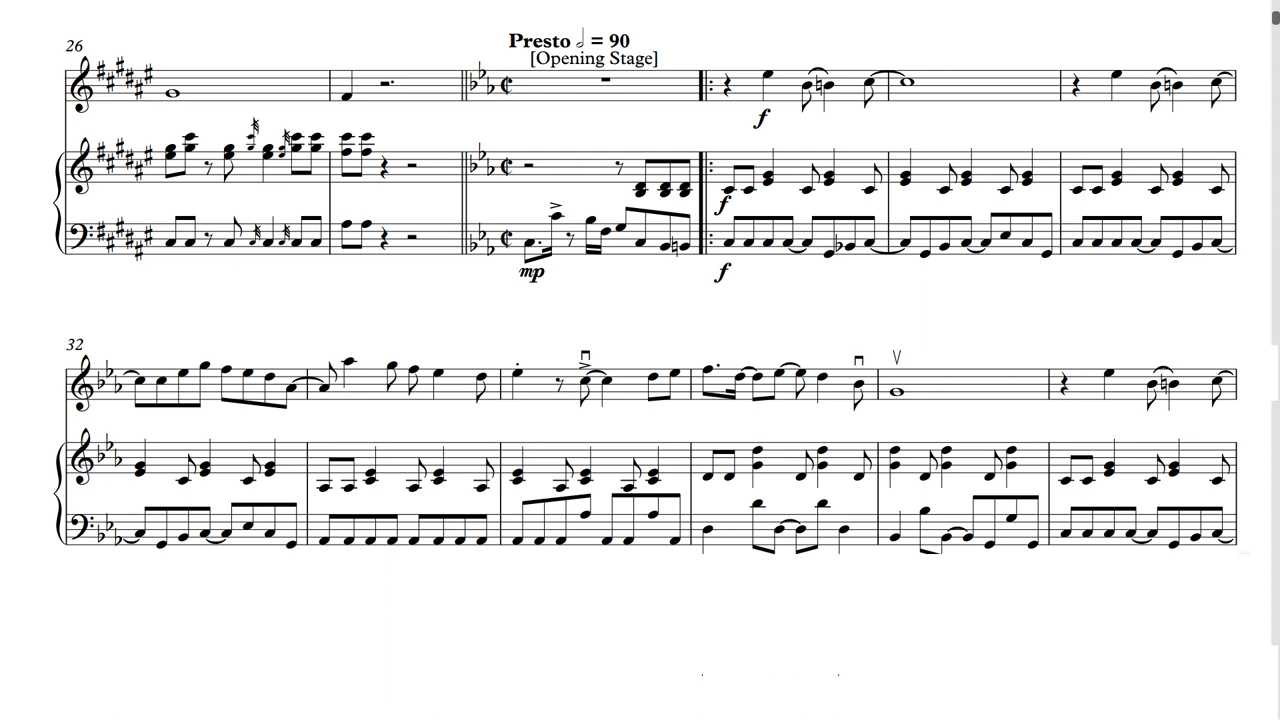 26
Presto 𝅗𝅥 = 90
[Opening Stage]
f
f
mp
f
32